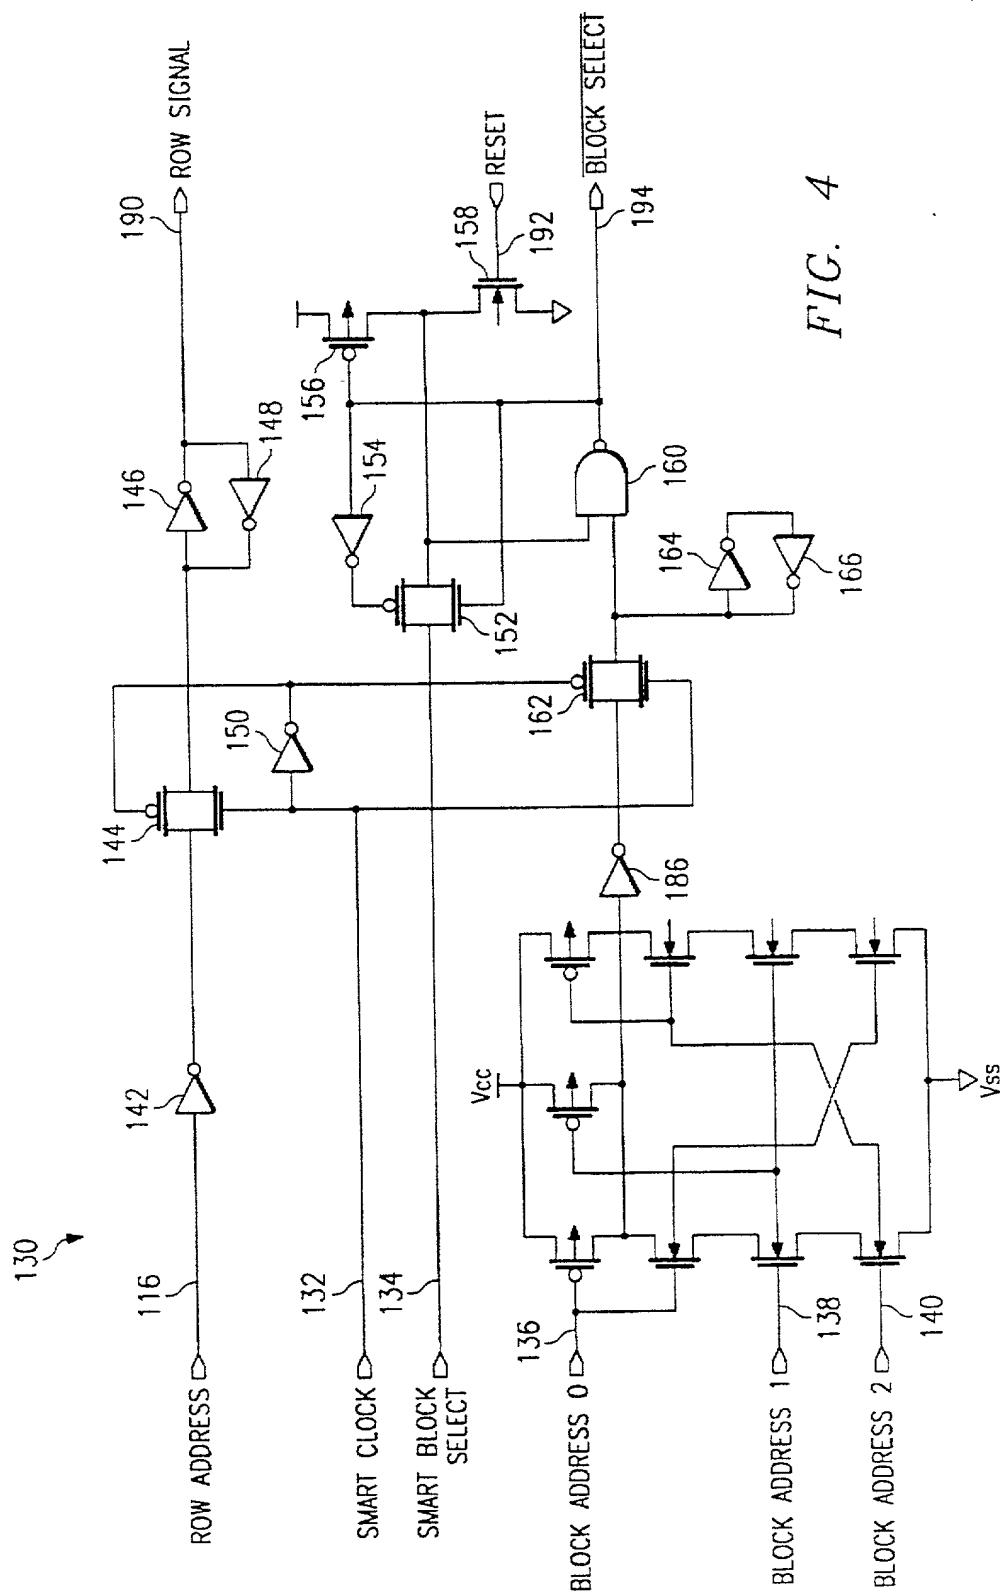 130
ROW ADDRESS
116
142
144
146
148
190
ROW SIGNAL
150
SMART CLOCK
132
SMART BLOCK
SELECT
134
152
154
156
158
RESET
192
BLOCK ADDRESS 0
136
Vcc
186
162
160
164
166
BLOCK SELECT
194
BLOCK ADDRESS 1
138
BLOCK ADDRESS 2
140
Vss
FIG. 4